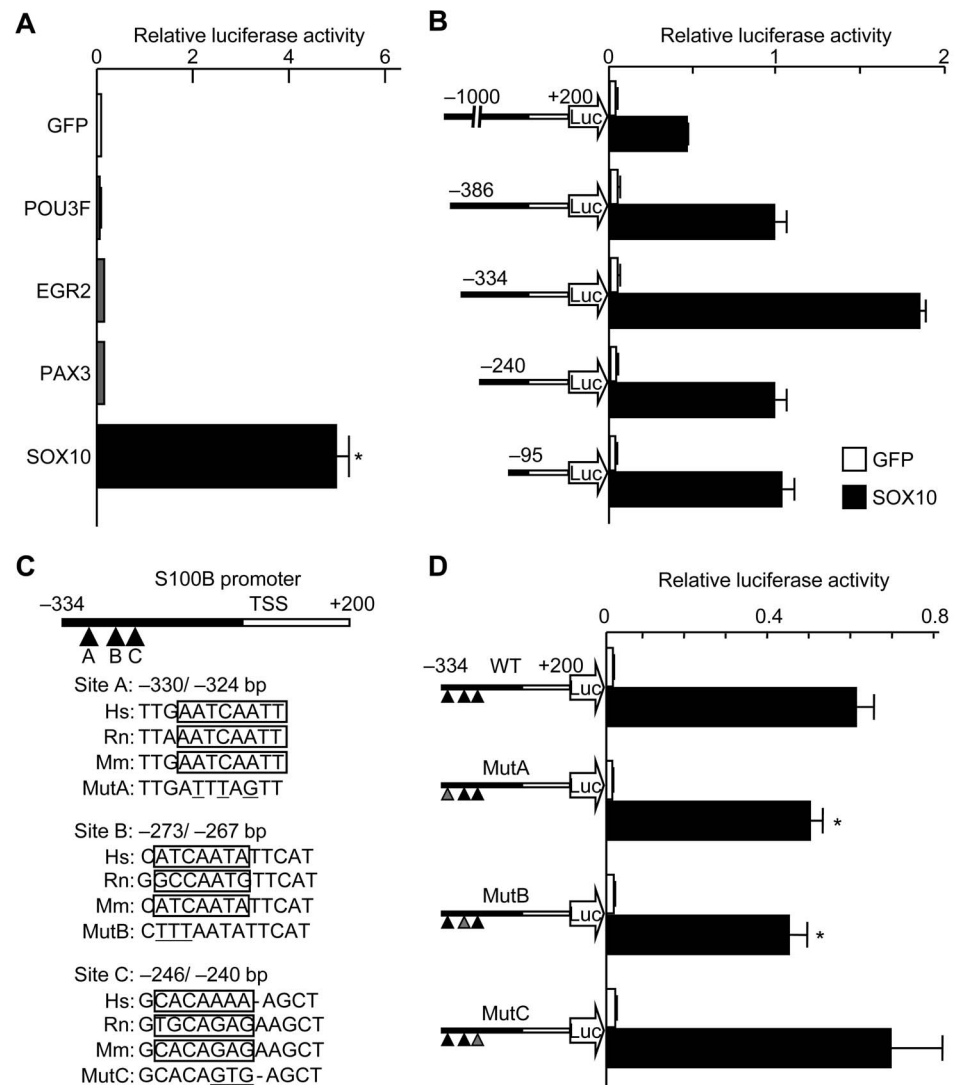 A
Relative luciferase activity
0 2 4 6
GFP
POU3F
EGR2
PAX3
SOX10
*
B
Relative luciferase activity
0 1 2
–1000 +200
Luc
–386
Luc
–334
Luc
–240
Luc
–95
Luc
GFP
SOX10
C
S100B promoter
–334 TSS +200
A B C
Site A: –330/ –324 bp
Hs: TTGAATCAATT
Rn: TTAAATCAATT
Mm: TTGAATCAATT
MutA: TTGATTTAGTT
Site B: –273/ –267 bp
Hs: CATCAATATTCAT
Rn: GGCCAATGTTCAT
Mm: CATCAATATTCAT
MutB: CTTTAATATTCAT
Site C: –246/ –240 bp
Hs: GCACAAAA-AGCT
Rn: GTGCAGAGAAGCT
Mm: GCACAGAGAAGCT
MutC: GCACAGTG-AGCT
D
Relative luciferase activity
0 0.4 0.8
–334 WT +200
Luc
MutA
Luc
*
MutB
Luc
*
MutC
Luc